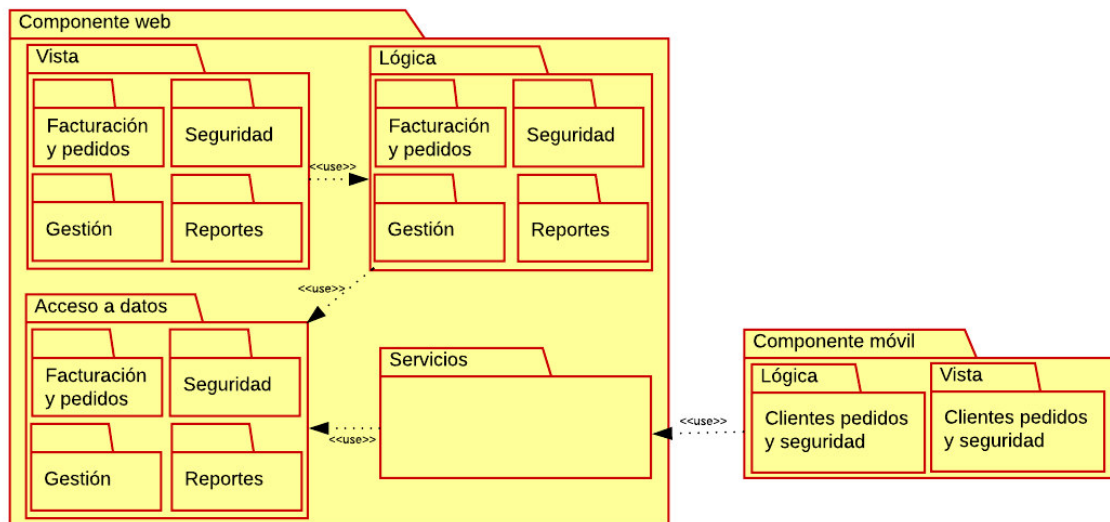 Componente web
Vista
Facturación
y pedidos
Seguridad
Gestión
Reportes
<<use>>
Lógica
Facturación
y pedidos
Seguridad
Gestión
Reportes
<<use>>
Acceso a datos
Facturación
y pedidos
Seguridad
Gestión
Reportes
<<use>>
Servicios
<<use>>
Componente móvil
Lógica
Clientes pedidos
y seguridad
Vista
Clientes pedidos
y seguridad